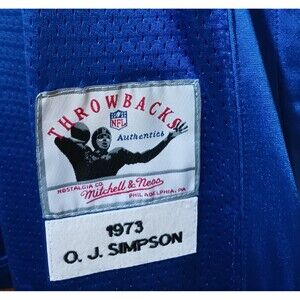 THROWBACKS
NFL
Authentics
NOSTALGIA CO.
Mitchell & Ness
PHILADELPHIA, PA
1973
O. J. SIMPSON